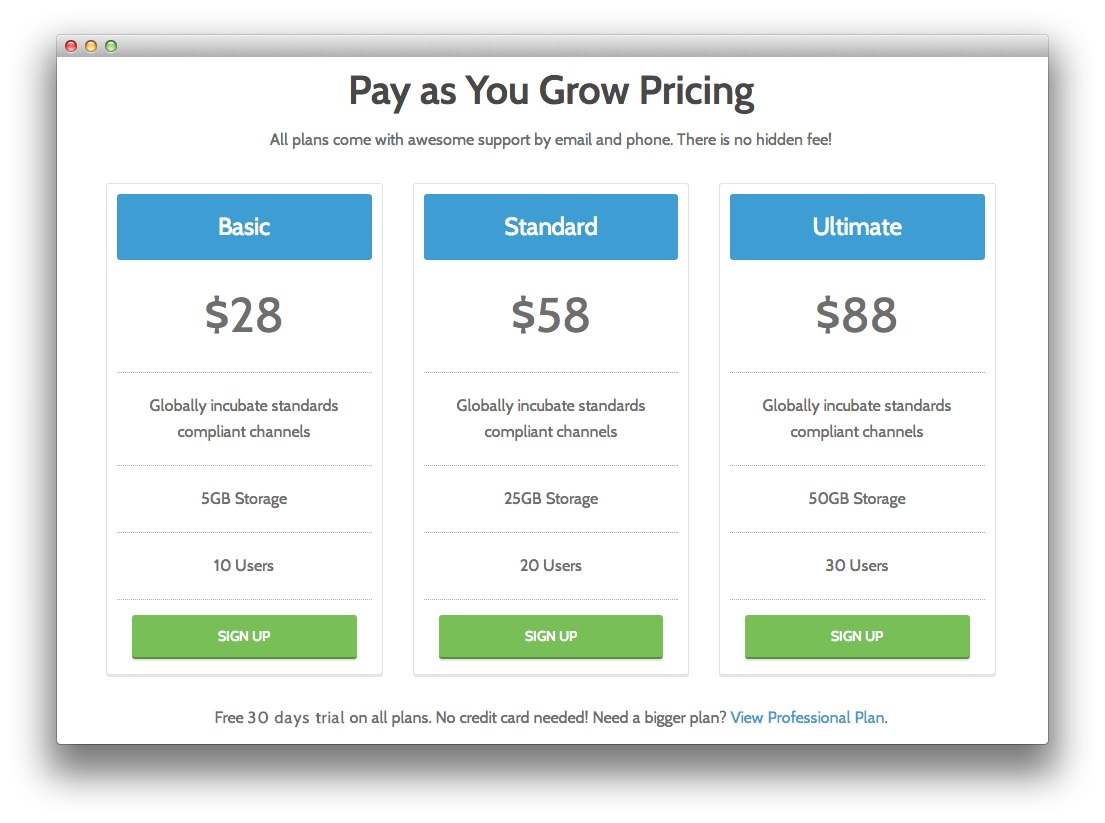 Pay as You Grow Pricing
All plans come with awesome support by email and phone. There is no hidden fee!
Basic
$28
Globally incubate standards
compliant channels
5GB Storage
10 Users
SIGN UP
Standard
$58
Globally incubate standards
compliant channels
25GB Storage
20 Users
SIGN UP
Ultimate
$88
Globally incubate standards
compliant channels
50GB Storage
30 Users
SIGN UP
Free 30 days trial on all plans. No credit card needed! Need a bigger plan? View Professional Plan.